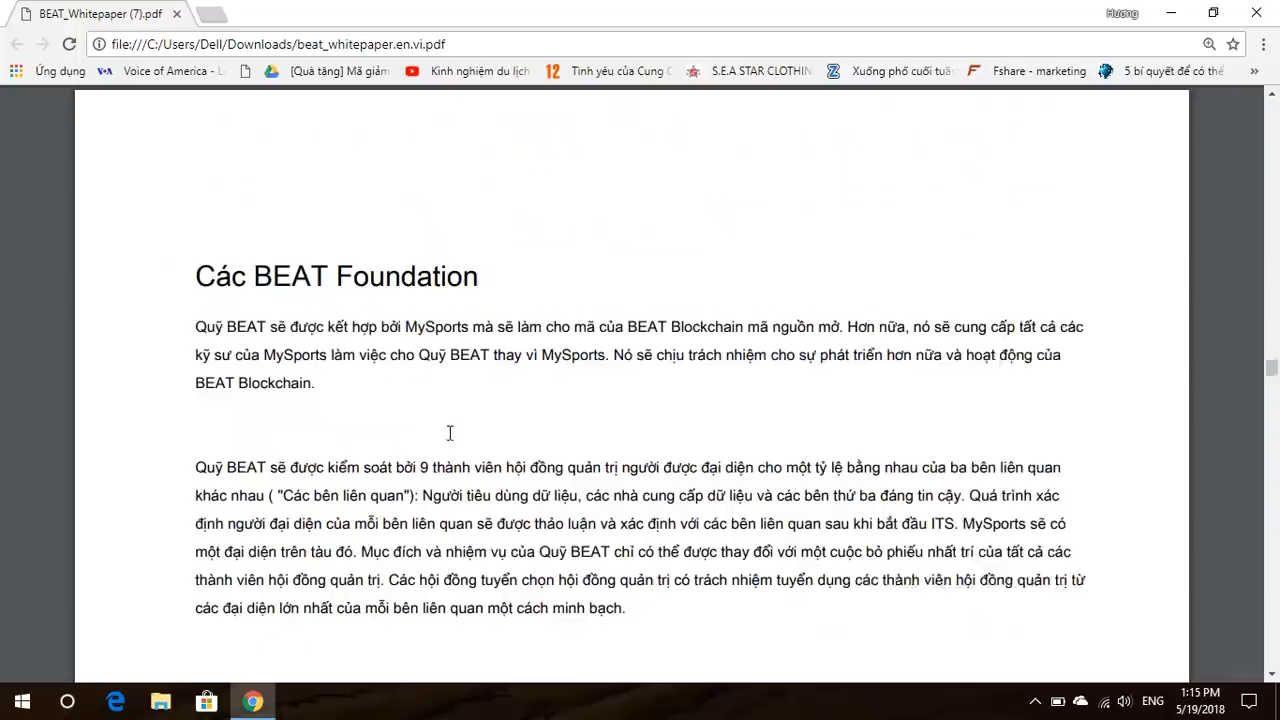 BEAT_Whitepaper (7).pdf
Hương
file:///C:/Users/Dell/Downloads/beat_whitepaper.en.vi.pdf
Ứng dụng
Voice of America - L
[Quà tặng] Mã giảm
Kinh nghiệm du lịch
12 Tình yêu của Cung C
S.E.A STAR CLOTHIN
Xuống phố cuối tuần
Fshare - marketing
5 bí quyết để có thể
Các BEAT Foundation
Quỹ BEAT sẽ được kết hợp bởi MySports mà sẽ làm cho mã của BEAT Blockchain mã nguồn mở. Hơn nữa, nó sẽ cung cấp tất cả các
kỹ sư của MySports làm việc cho Quỹ BEAT thay vì MySports. Nó sẽ chịu trách nhiệm cho sự phát triển hơn nữa và hoạt động của
BEAT Blockchain.
Quỹ BEAT sẽ được kiểm soát bởi 9 thành viên hội đồng quản trị người được đại diện cho một tỷ lệ bằng nhau của ba bên liên quan
khác nhau ( "Các bên liên quan"): Người tiêu dùng dữ liệu, các nhà cung cấp dữ liệu và các bên thứ ba đáng tin cậy. Quá trình xác
định người đại diện của mỗi bên liên quan sẽ được thảo luận và xác định với các bên liên quan sau khi bắt đầu ITS. MySports sẽ có
một đại diện trên tàu đó. Mục đích và nhiệm vụ của Quỹ BEAT chỉ có thể được thay đổi với một cuộc bỏ phiếu nhất trí của tất cả các
thành viên hội đồng quản trị. Các hội đồng tuyển chọn hội đồng quản trị có trách nhiệm tuyển dụng các thành viên hội đồng quản trị từ
các đại diện lớn nhất của mỗi bên liên quan một cách minh bạch.
ENG
1:15 PM
5/19/2018